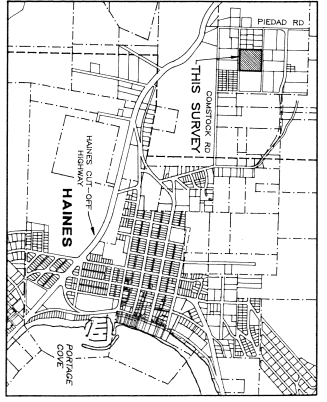 PIEDAD RD
THIS SURVEY
COMSTOCK RD
HAINES CUT-OFF
HIGHWAY
HAINES
PORTAGE
COVE